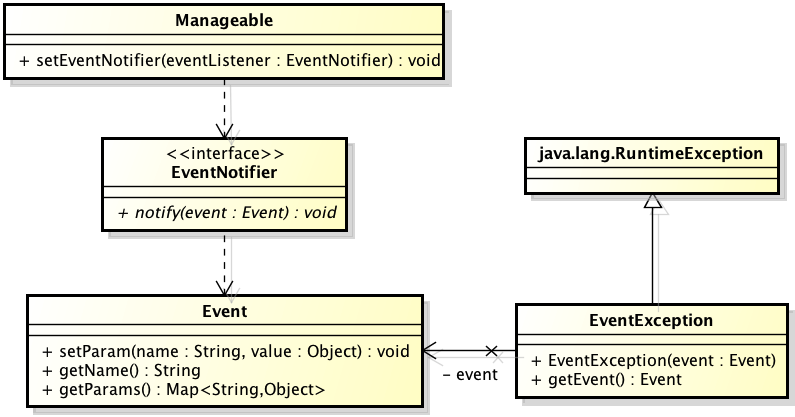 Manageable
+ setEventNotifier(eventListener : EventNotifier) : void
<<interface>>
EventNotifier
+ notify(event : Event) : void
java.lang.RuntimeException
Event
+ setParam(name : String, value : Object) : void
+ getName() : String
+ getParams() : Map<String,Object>
- event
EventException
+ EventException(event : Event)
+ getEvent() : Event